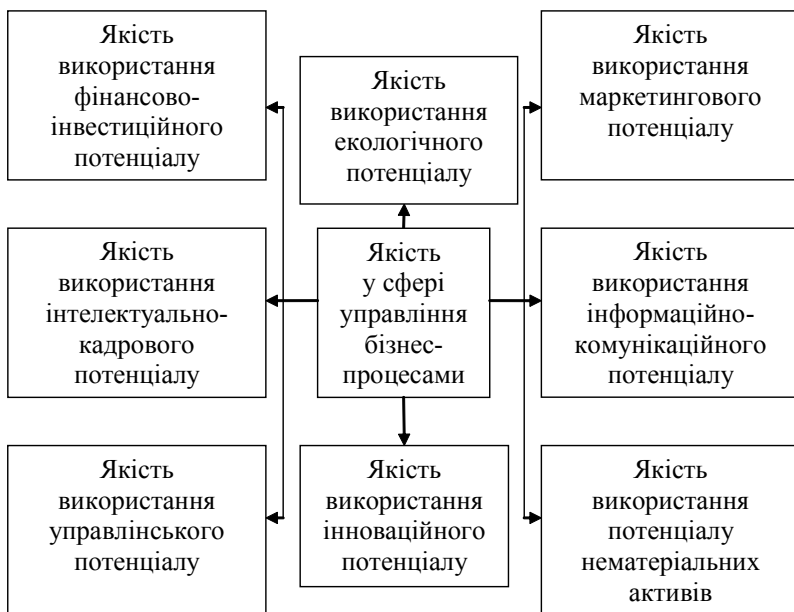 Якість
використання
фінансово-
інвестиційного
потенціалу
Якість
використання
екологічного
потенціалу
Якість
використання
маркетингового
потенціалу
Якість
використання
інтелектуально-
кадрового
потенціалу
Якість
у сфері
управління
бізнес-
процесами
Якість
використання
інформаційно-
комунікаційного
потенціалу
Якість
використання
управлінського
потенціалу
Якість
використання
інноваційного
потенціалу
Якість
використання
потенціалу
нематеріальних
активів